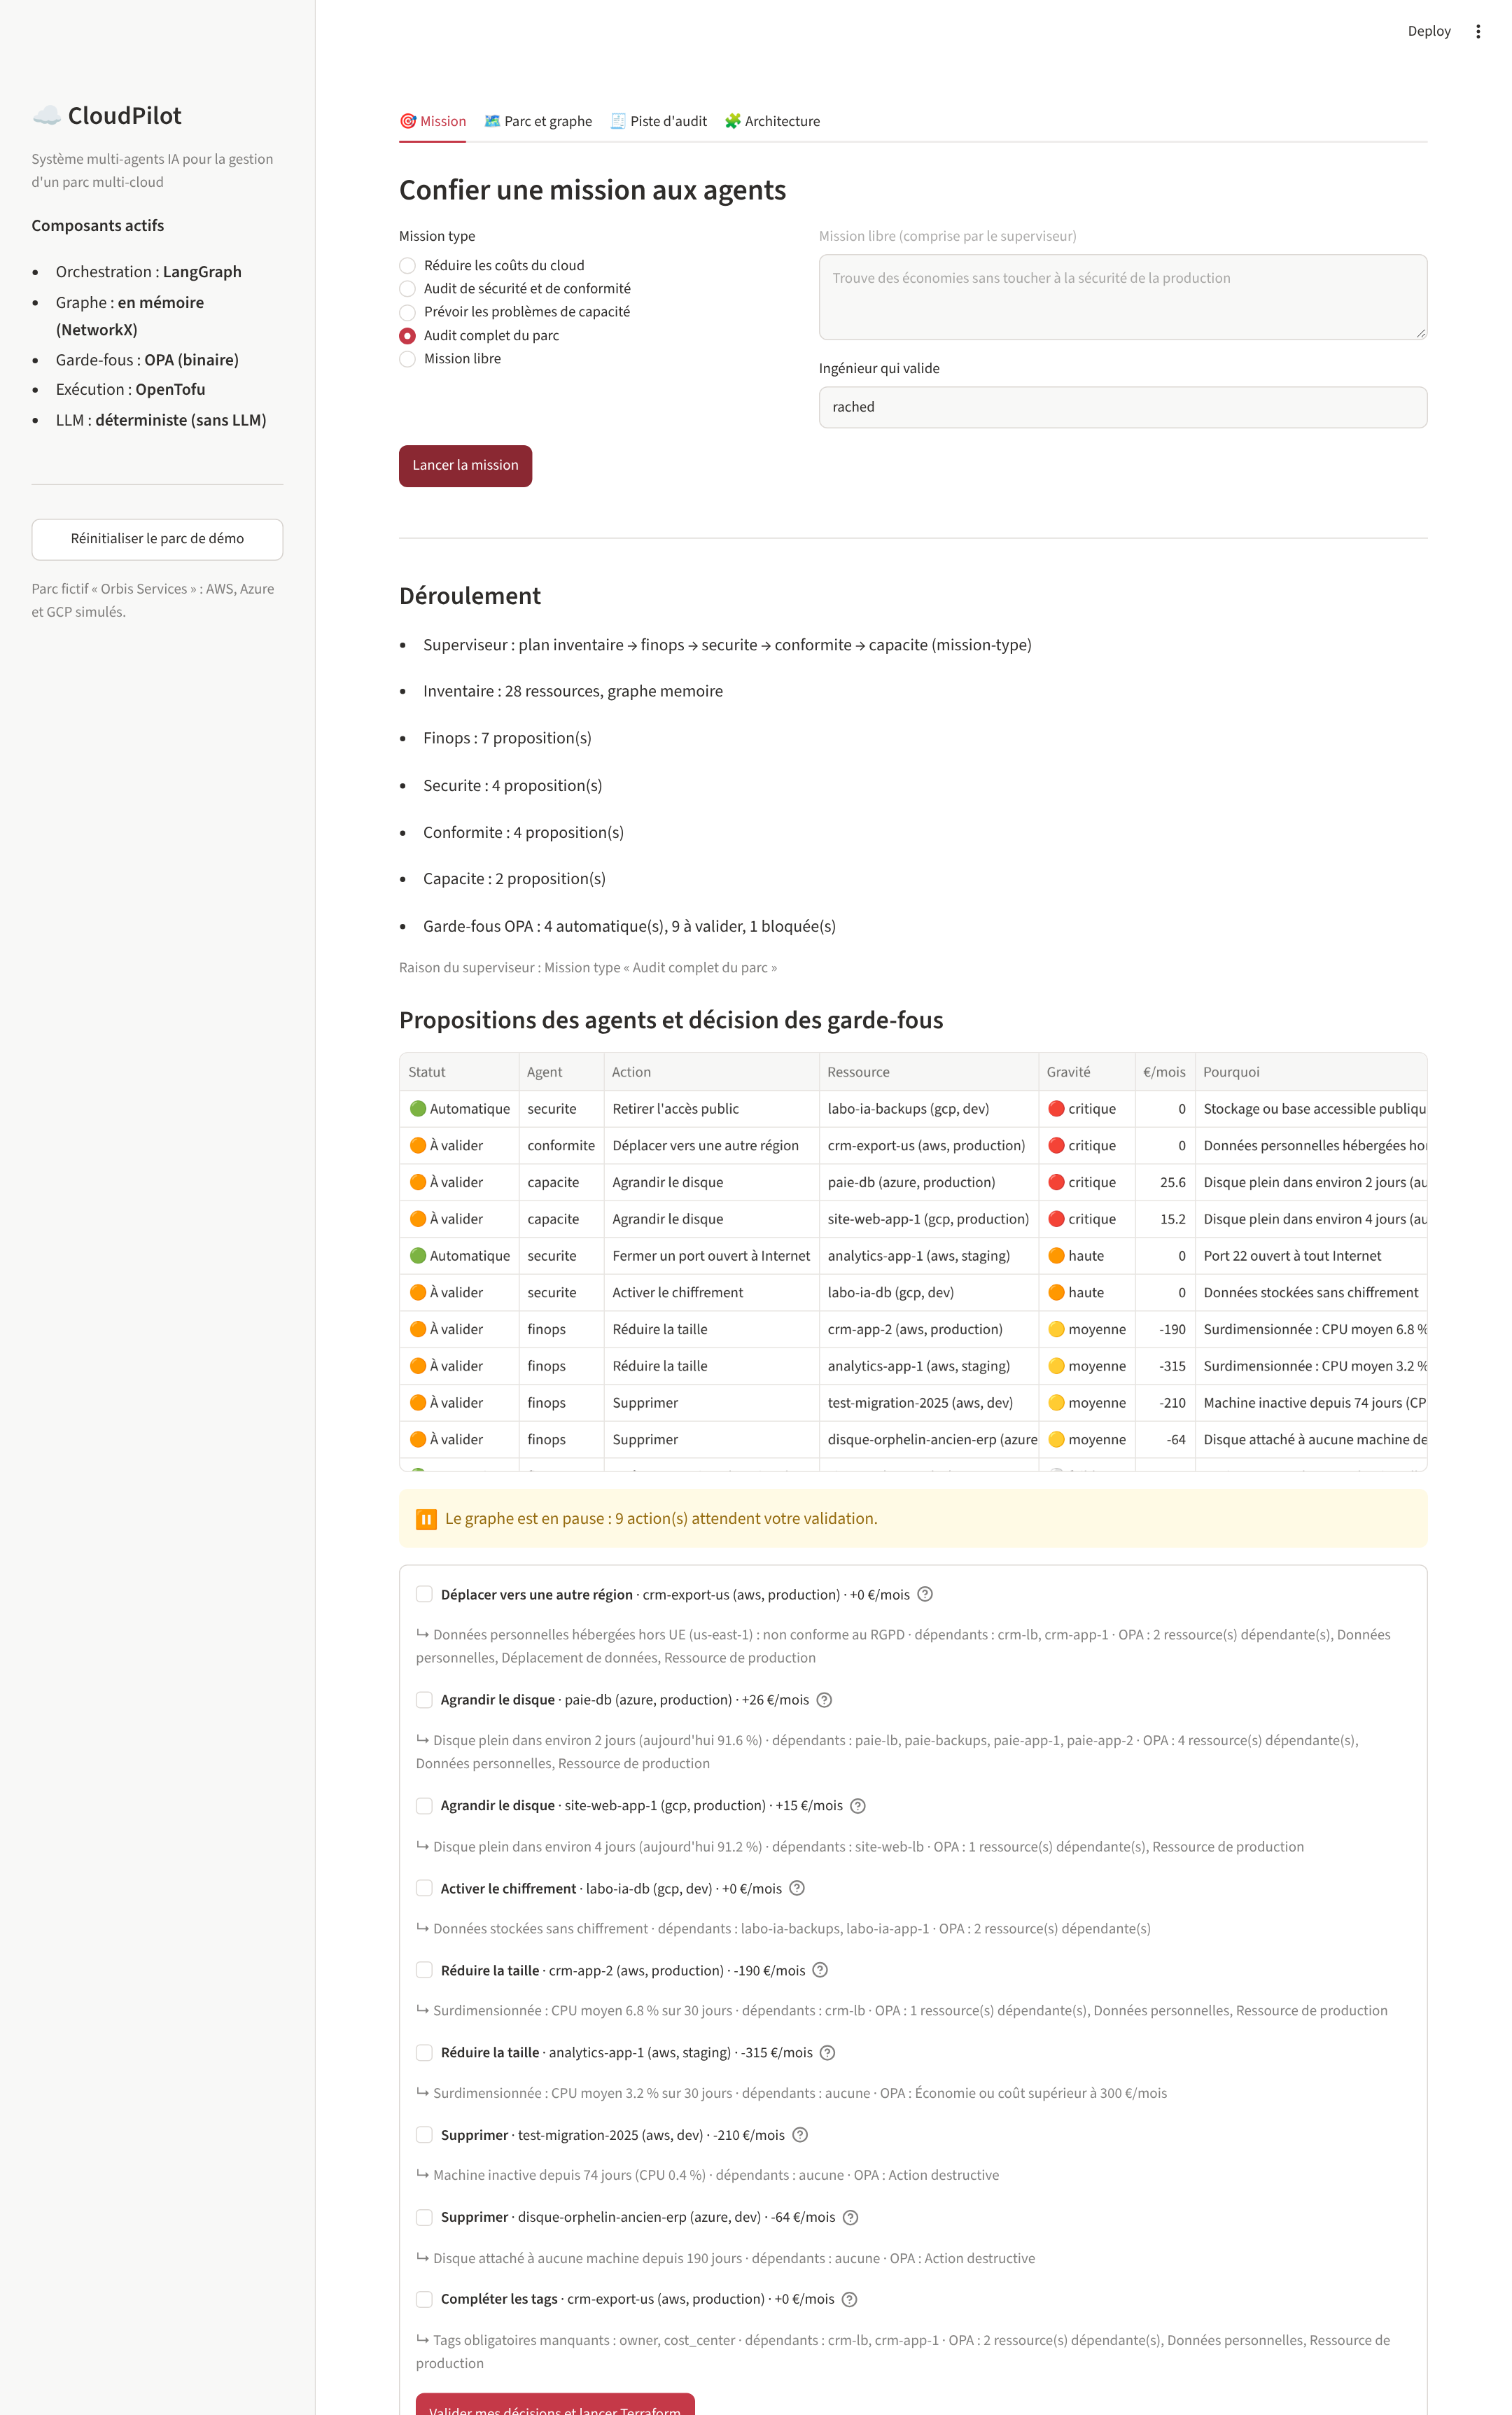 Deploy
CloudPilot
Système multi-agents IA pour la gestion
d'un parc multi-cloud
Composants actifs
Orchestration : LangGraph
Graphe : en mémoire
(NetworkX)
Garde-fous : OPA (binaire)
Exécution : OpenTofu
LLM : déterministe (sans LLM)
Réinitialiser le parc de démo
Parc fictif « Orbis Services » : AWS, Azure
et GCP simulés.
Mission Parc et graphe Piste d'audit Architecture
Confier une mission aux agents
Mission type
Réduire les coûts du cloud
Audit de sécurité et de conformité
Prévoir les problèmes de capacité
Audit complet du parc
Mission libre
Mission libre (comprise par le superviseur)
Trouve des économies sans toucher à la sécurité de la production
Ingénieur qui valide
rached
Lancer la mission
Déroulement
Superviseur : plan inventaire → finops → securite → conformite → capacite (mission-type)
Inventaire : 28 ressources, graphe memoire
Finops : 7 proposition(s)
Securite : 4 proposition(s)
Conformite : 4 proposition(s)
Capacite : 2 proposition(s)
Garde-fous OPA : 4 automatique(s), 9 à valider, 1 bloquée(s)
Raison du superviseur : Mission type « Audit complet du parc »
Propositions des agents et décision des garde-fous
Statut Agent Action Ressource Gravité €/mois Pourquoi
Automatique securite Retirer l'accès public labo-ia-backups (gcp, dev) critique 0 Stockage ou base accessible publiqu
À valider conformite Déplacer vers une autre région crm-export-us (aws, production) critique 0 Données personnelles hébergées hor
À valider capacite Agrandir le disque paie-db (azure, production) critique 25.6 Disque plein dans environ 2 jours (au
À valider capacite Agrandir le disque site-web-app-1 (gcp, production) critique 15.2 Disque plein dans environ 4 jours (au
Automatique securite Fermer un port ouvert à Internet analytics-app-1 (aws, staging) haute 0 Port 22 ouvert à tout Internet
À valider securite Activer le chiffrement labo-ia-db (gcp, dev) haute 0 Données stockées sans chiffrement
À valider finops Réduire la taille crm-app-2 (aws, production) moyenne -190 Surdimensionnée : CPU moyen 6.8 %
À valider finops Réduire la taille analytics-app-1 (aws, staging) moyenne -315 Surdimensionnée : CPU moyen 3.2 %
À valider finops Supprimer test-migration-2025 (aws, dev) moyenne -210 Machine inactive depuis 74 jours (CP
À valider finops Supprimer disque-orphelin-ancien-erp (azure moyenne -64 Disque attaché à aucune machine de
Le graphe est en pause : 9 action(s) attendent votre validation.
Déplacer vers une autre région · crm-export-us (aws, production) · +0 €/mois
↳ Données personnelles hébergées hors UE (us-east-1) : non conforme au RGPD · dépendants : crm-lb, crm-app-1 · OPA : 2 ressource(s) dépendante(s), Données
personnelles, Déplacement de données, Ressource de production
Agrandir le disque · paie-db (azure, production) · +26 €/mois
↳ Disque plein dans environ 2 jours (aujourd'hui 91.6 %) · dépendants : paie-lb, paie-backups, paie-app-1, paie-app-2 · OPA : 4 ressource(s) dépendante(s),
Données personnelles, Ressource de production
Agrandir le disque · site-web-app-1 (gcp, production) · +15 €/mois
↳ Disque plein dans environ 4 jours (aujourd'hui 91.2 %) · dépendants : site-web-lb · OPA : 1 ressource(s) dépendante(s), Ressource de production
Activer le chiffrement · labo-ia-db (gcp, dev) · +0 €/mois
↳ Données stockées sans chiffrement · dépendants : labo-ia-backups, labo-ia-app-1 · OPA : 2 ressource(s) dépendante(s)
Réduire la taille · crm-app-2 (aws, production) · -190 €/mois
↳ Surdimensionnée : CPU moyen 6.8 % sur 30 jours · dépendants : crm-lb · OPA : 1 ressource(s) dépendante(s), Données personnelles, Ressource de production
Réduire la taille · analytics-app-1 (aws, staging) · -315 €/mois
↳ Surdimensionnée : CPU moyen 3.2 % sur 30 jours · dépendants : aucune · OPA : Économie ou coût supérieur à 300 €/mois
Supprimer · test-migration-2025 (aws, dev) · -210 €/mois
↳ Machine inactive depuis 74 jours (CPU 0.4 %) · dépendants : aucune · OPA : Action destructive
Supprimer · disque-orphelin-ancien-erp (azure, dev) · -64 €/mois
↳ Disque attaché à aucune machine depuis 190 jours · dépendants : aucune · OPA : Action destructive
Compléter les tags · crm-export-us (aws, production) · +0 €/mois
↳ Tags obligatoires manquants : owner, cost_center · dépendants : crm-lb, crm-app-1 · OPA : 2 ressource(s) dépendante(s), Données personnelles, Ressource de
production
Valider mes décisions et lancer Terraform